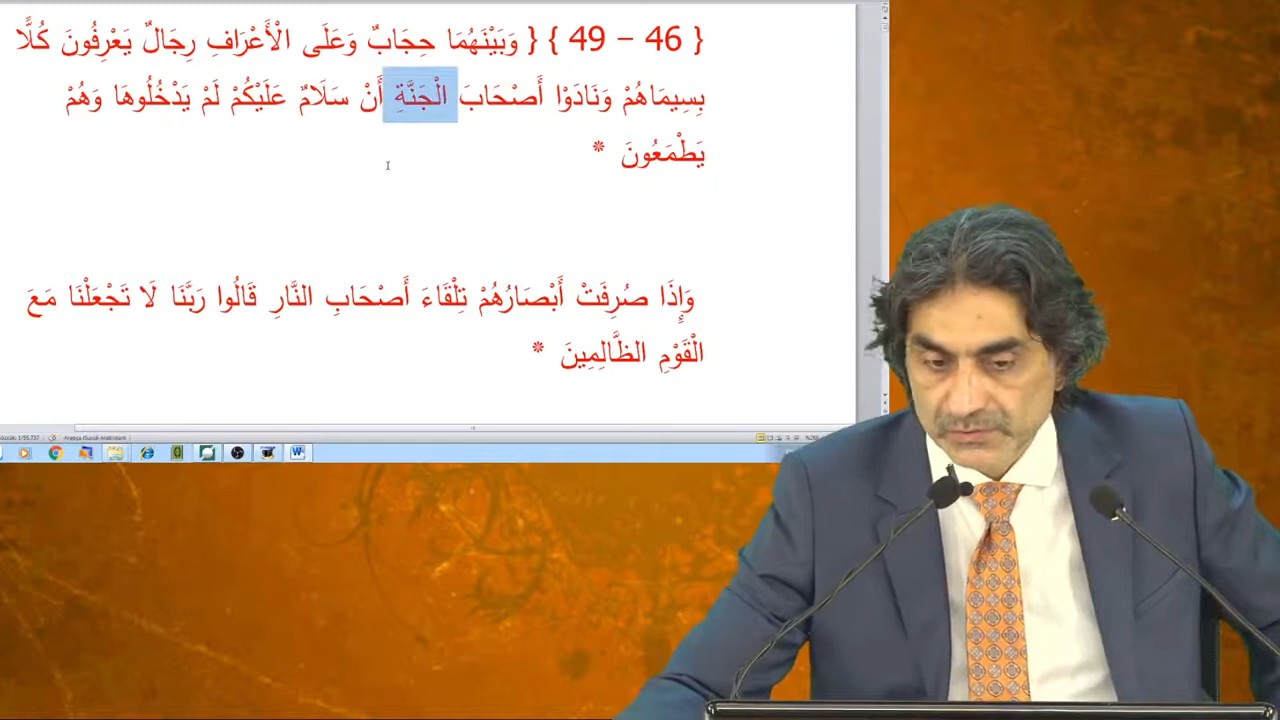 { 46 – 49 } { وَبَيْنَهُمَا حِجَابٌ وَعَلَى الْأَعْرَافِ رِجَالٌ يَعْرِفُونَ كُلًّا
بِسِيمَاهُمْ وَنَادَوْا أَصْحَابَ الْجَنَّةِ أَنْ سَلَامٌ عَلَيْكُمْ لَمْ يَدْخُلُوهَا وَهُمْ
يَطْمَعُونَ *
وَإِذَا صُرِفَتْ أَبْصَارُهُمْ تِلْقَاءَ أَصْحَابِ النَّارِ قَالُوا رَبَّنَا لَا تَجْعَلْنَا مَعَ
الْقَوْمِ الظَّالِمِينَ *